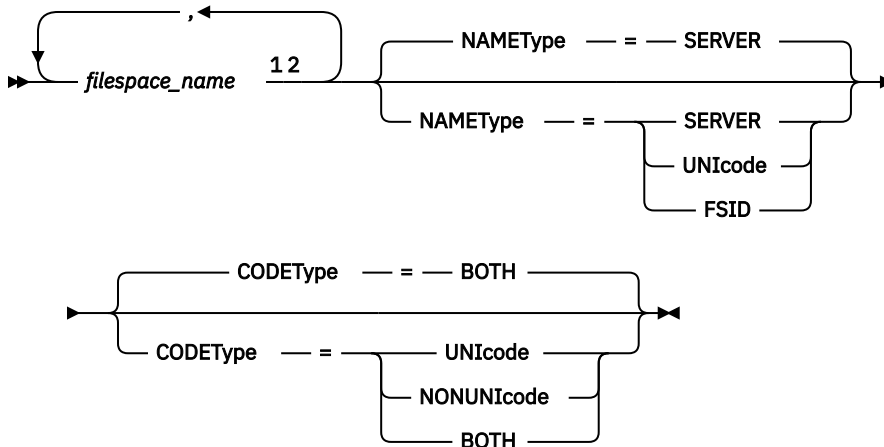 ,
filespace_name 1 2
NAMEType = SERVER
NAMEType = SERVER
UNIcode
FSID
CODEType = BOTH
CODEType = UNIcode
NONUNIcode
BOTH